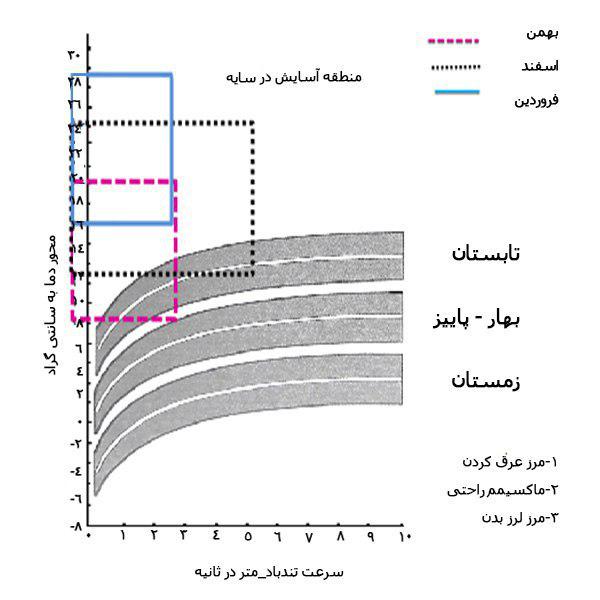 بهمن
اسفند
فروردین
منطقه آسایش در سایه
۳۰
۲۸
۲۶
۲۴
۲۲
۲۰
۱۸
۱۶
۱۴
۱۲
۱۰
۸
۶
۴
۲
۰
-۲
-۴
-۶
-۸
محور دما به سانتی گراد
تابستان
بهار - پاییز
زمستان
۱-مرز عرق کردن
۲-ماکسیمم راحتی
۳-مرز لرز بدن
۰ ۱ ۲ ۳ ۴ ۵ ۶ ۷ ۸ ۹ ۱۰
سرعت تندباد_متر در ثانیه